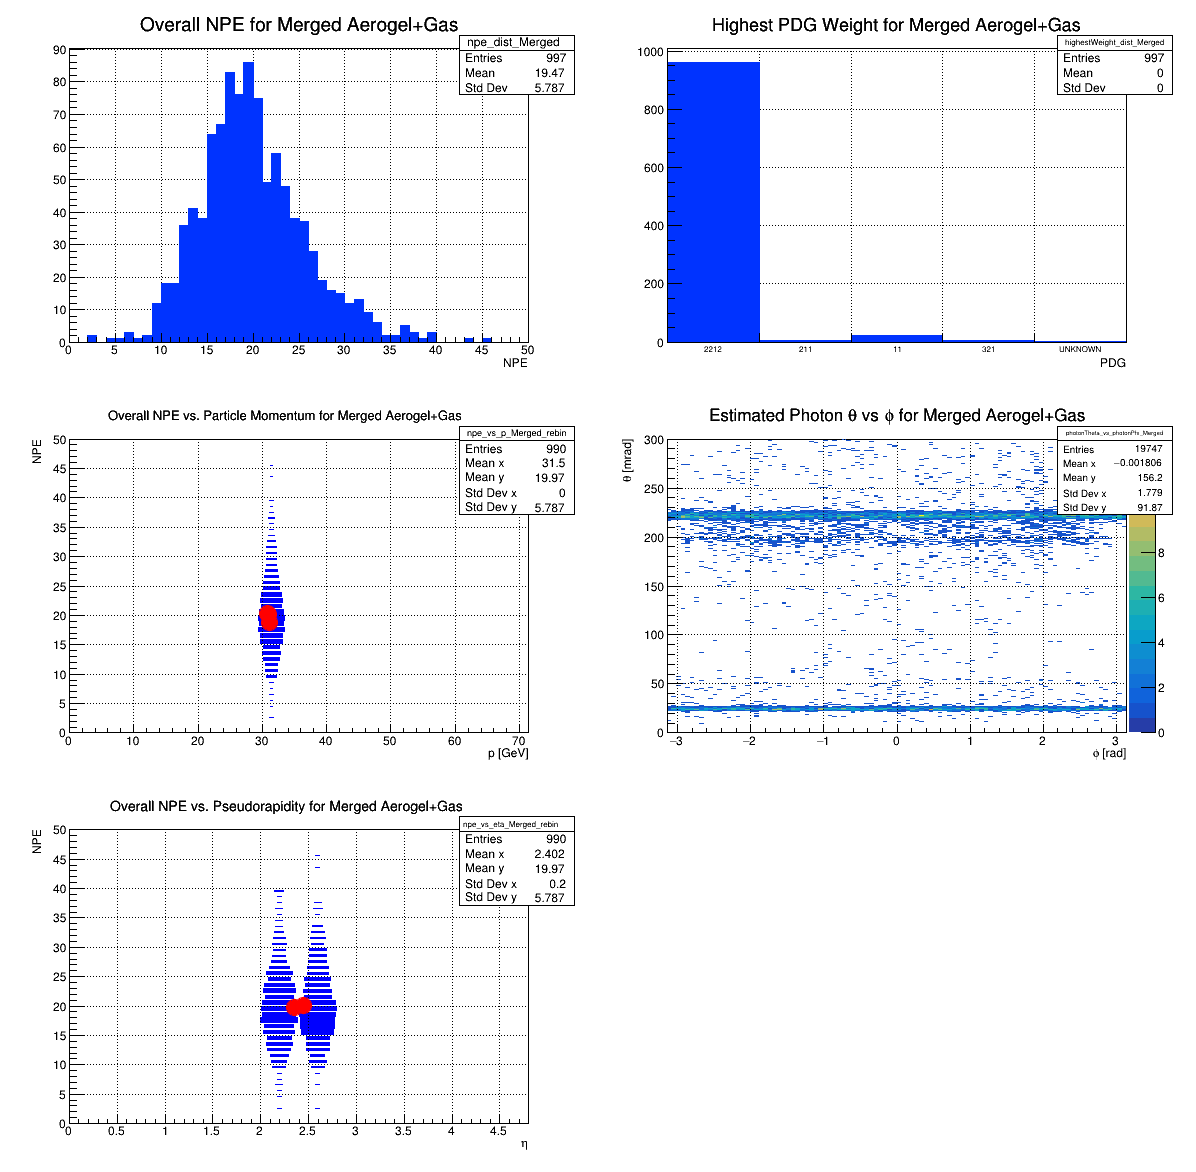 Overall NPE for Merged Aerogel+Gas
npe_dist_Merged
Entries 997
Mean 19.47
Std Dev 5.787
90
80
70
60
50
40
30
20
10
0
0 5 10 15 20 25 30 35 40 45 50
NPE
Highest PDG Weight for Merged Aerogel+Gas
highestWeight_dist_Merged
Entries 997
Mean 0
Std Dev 0
1000
800
600
400
200
0
2212 211 11 321 UNKNOWN
PDG
Overall NPE vs. Particle Momentum for Merged Aerogel+Gas
npe_vs_p_Merged_rebin
Entries 990
Mean x 31.5
Mean y 19.97
Std Dev x 0
Std Dev y 5.787
NPE
50
45
40
35
30
25
20
15
10
5
0
0 10 20 30 40 50 60 70
p [GeV]
Estimated Photon θ vs ϕ for Merged Aerogel+Gas
photonTheta_vs_photonPhi_Merged
Entries 19747
Mean x −0.001806
Mean y 156.2
Std Dev x 1.779
Std Dev y 91.87
θ [mrad]
300
250
200
150
100
50
0
−3 −2 −1 0 1 2 3
ϕ [rad]
8
6
4
2
0
Overall NPE vs. Pseudorapidity for Merged Aerogel+Gas
npe_vs_eta_Merged_rebin
Entries 990
Mean x 2.402
Mean y 19.97
Std Dev x 0.2
Std Dev y 5.787
NPE
50
45
40
35
30
25
20
15
10
5
0
0 0.5 1 1.5 2 2.5 3 3.5 4 4.5
η